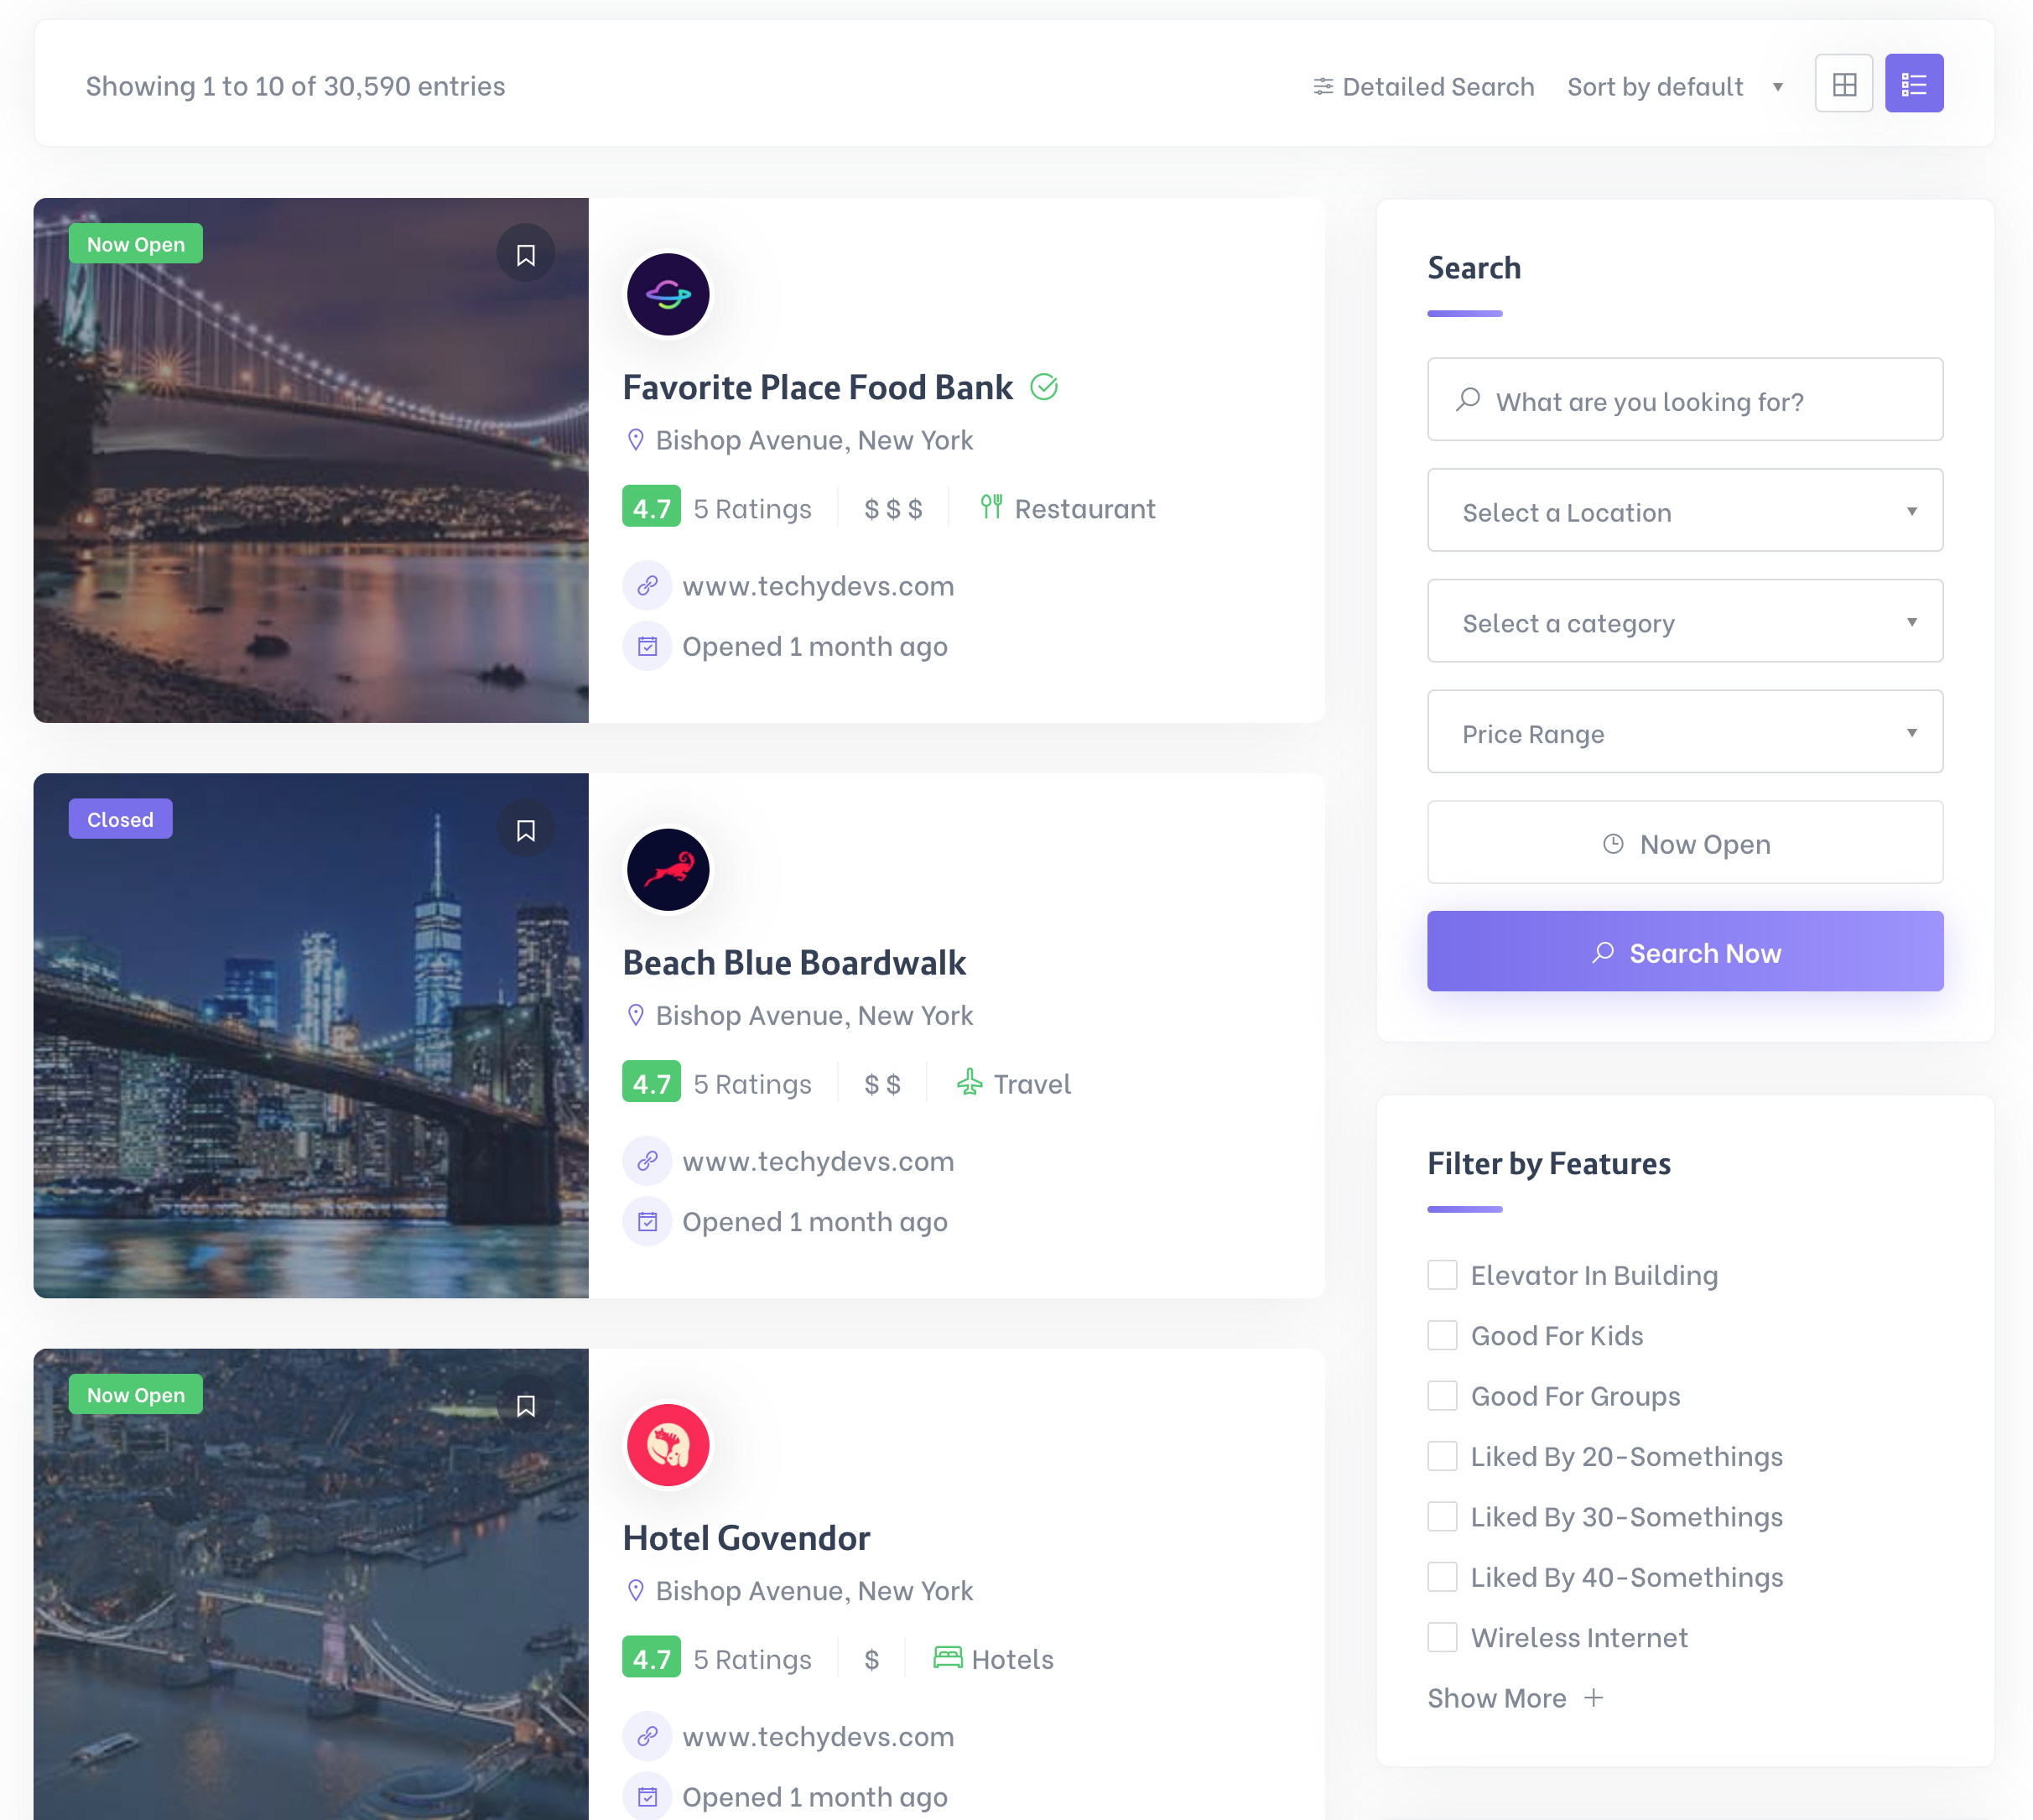 Showing 1 to 10 of 30,590 entries
Detailed Search
Sort by default
Now Open
Favorite Place Food Bank
Bishop Avenue, New York
4.7 5 Ratings $ $ $ Restaurant
www.techydevs.com
Opened 1 month ago
Closed
Beach Blue Boardwalk
Bishop Avenue, New York
4.7 5 Ratings $ $ Travel
www.techydevs.com
Opened 1 month ago
Now Open
Hotel Govendor
Bishop Avenue, New York
4.7 5 Ratings $ Hotels
www.techydevs.com
Opened 1 month ago
Search
What are you looking for?
Select a Location
Select a category
Price Range
Now Open
Search Now
Filter by Features
Elevator In Building
Good For Kids
Good For Groups
Liked By 20-Somethings
Liked By 30-Somethings
Liked By 40-Somethings
Wireless Internet
Show More